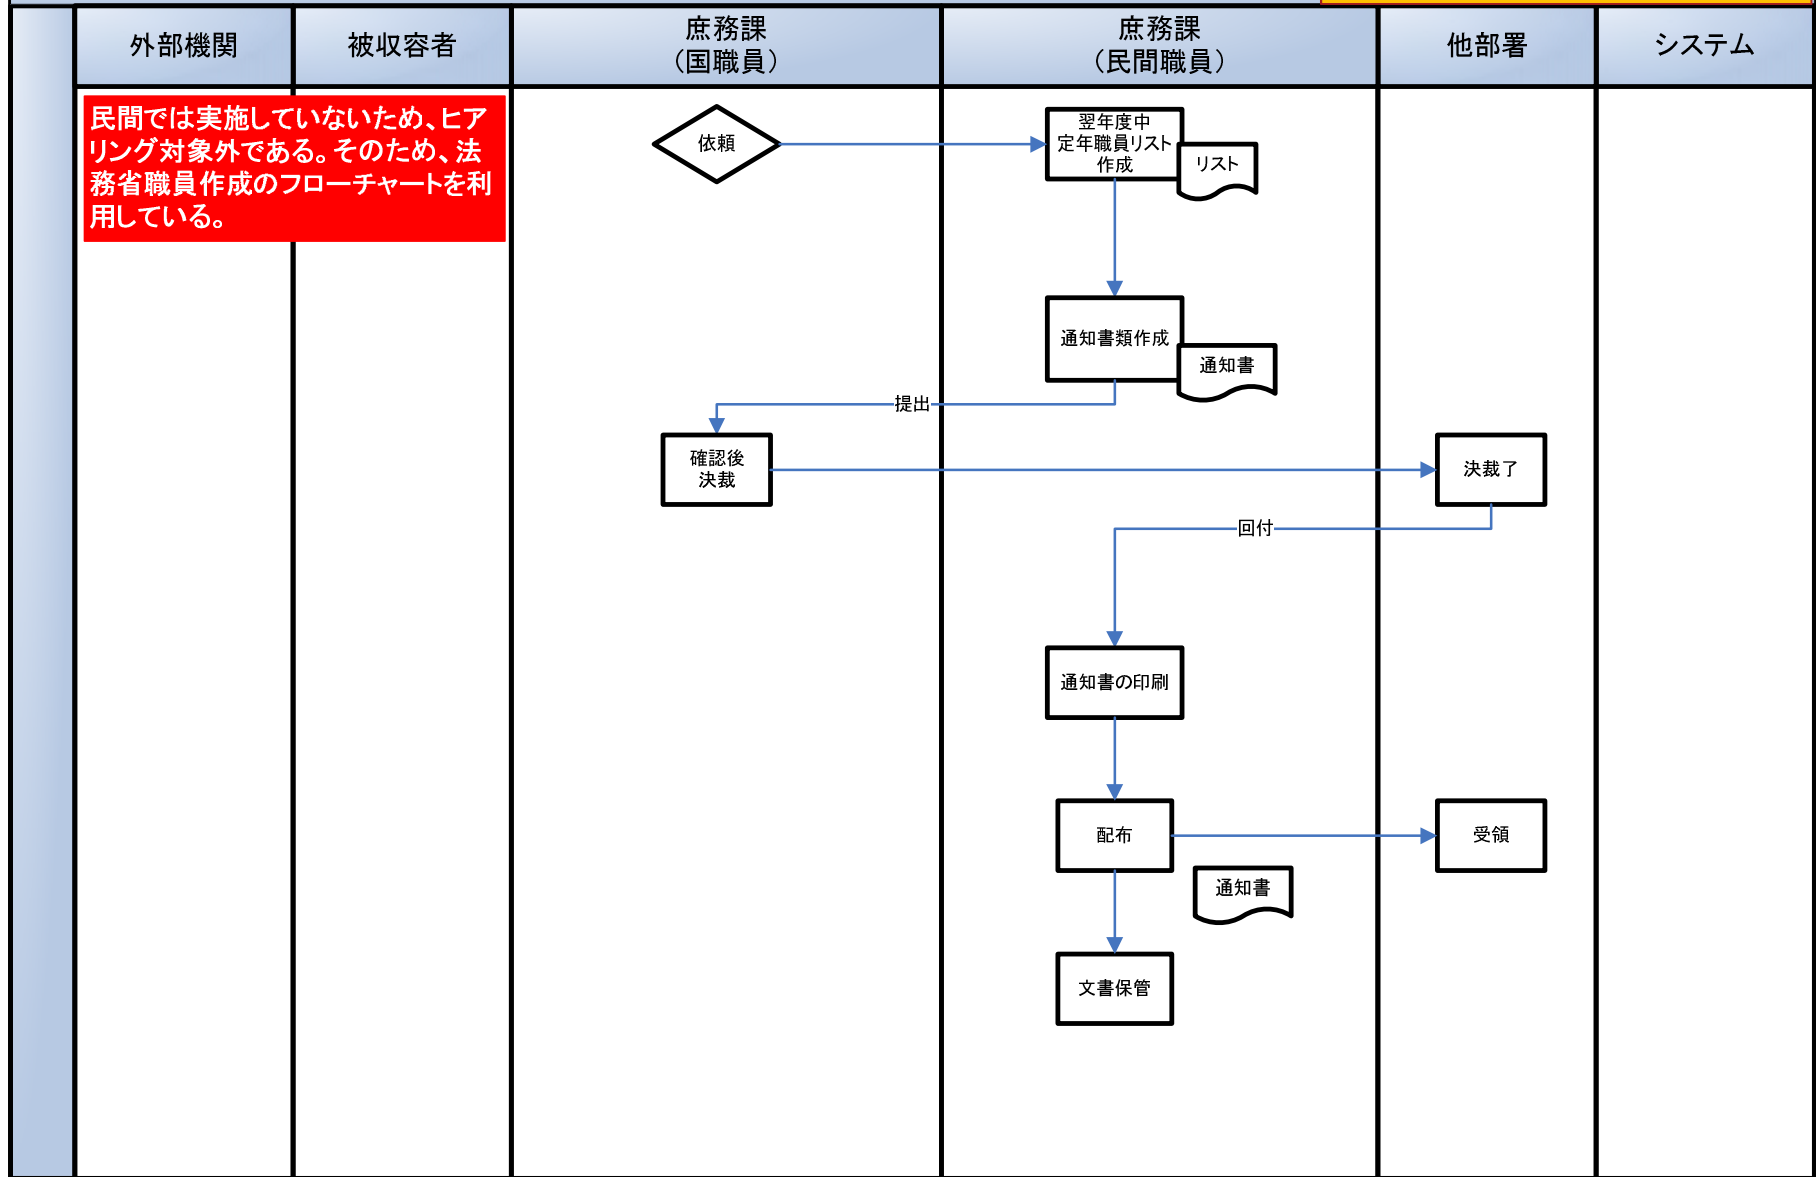 外部機関
被収容者
庶務課
（国職員）
庶務課
（民間職員）
他部署
システム
民間では実施していないため、ヒア
リング対象外である。そのため、法
務省職員作成のフローチャートを利
用している。
依頼
翌年度中
定年職員リスト
作成
リスト
通知書類作成
通知書
提出
確認後
決裁
決裁了
回付
通知書の印刷
配布
受領
通知書
文書保管